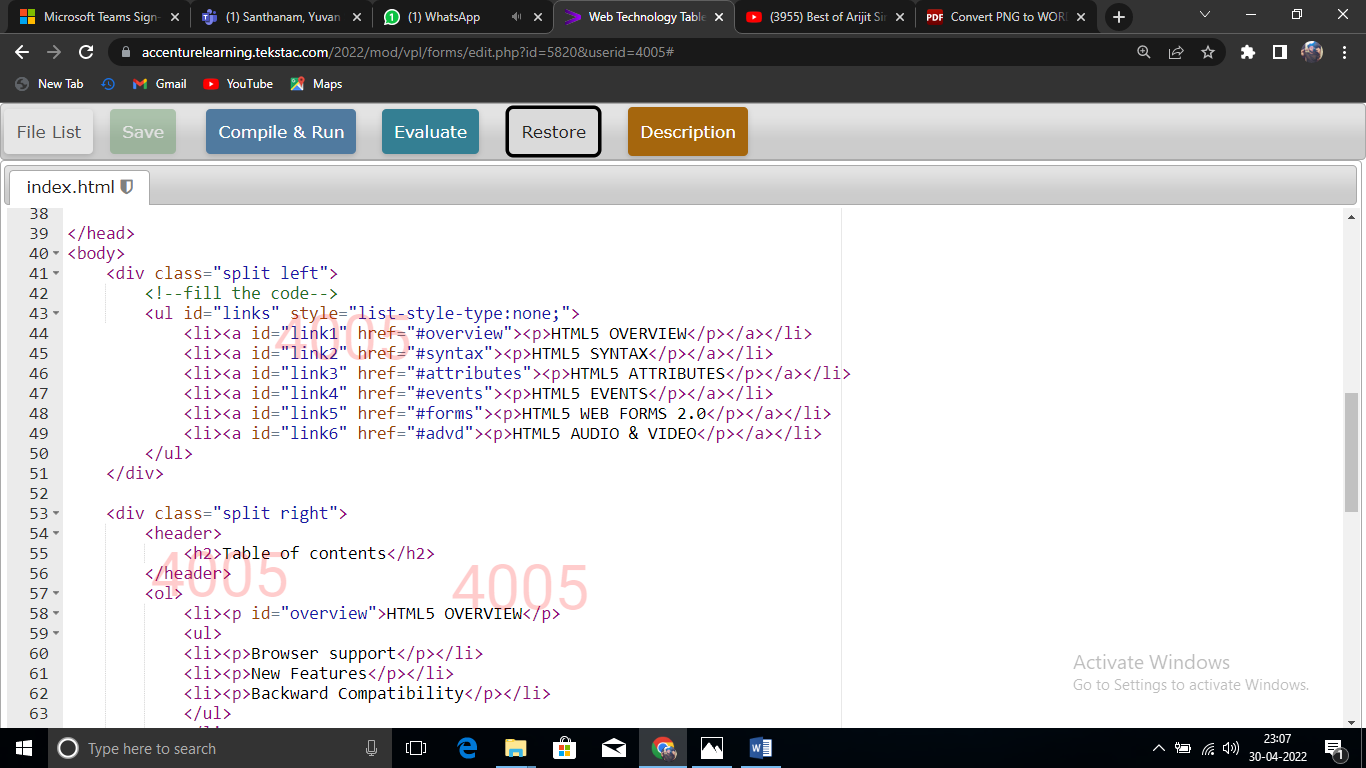 Microsoft Teams Sign-
(1) Santhanam, Yuvan
(1) WhatsApp
Web Technology Table
(3955) Best of Arijit Sin
PDF Convert PNG to WOR
accenturelearning.tekstac.com/2022/mod/vpl/forms/edit.php?id=5820&userid=4005#
New Tab Gmail YouTube Maps
File List Save Compile & Run Evaluate Restore Description
index.html
38
39 </head>
40 <body>
41 <div class="split left">
42 <!--fill the code-->
43 <ul id="links" style="list-style-type:none;">
44 <li><a id="link1" href="#overview"><p>HTML5 OVERVIEW</p></a></li>
45 <li><a id="link2" href="#syntax"><p>HTML5 SYNTAX</p></a></li>
46 <li><a id="link3" href="#attributes"><p>HTML5 ATTRIBUTES</p></a></li>
47 <li><a id="link4" href="#events"><p>HTML5 EVENTS</p></a></li>
48 <li><a id="link5" href="#forms"><p>HTML5 WEB FORMS 2.0</p></a></li>
49 <li><a id="link6" href="#advd"><p>HTML5 AUDIO & VIDEO</p></a></li>
50 </ul>
51 </div>
52
53 <div class="split right">
54 <header>
55 <h2>Table of contents</h2>
56 </header>
57 <ol>
58 <li><p id="overview">HTML5 OVERVIEW</p>
59 <ul>
60 <li><p>Browser support</p></li>
61 <li><p>New Features</p></li>
62 <li><p>Backward Compatibility</p></li>
63 </ul>
4005
4005
4005
Activate Windows
Go to Settings to activate Windows.
Type here to search
23:07
30-04-2022
1